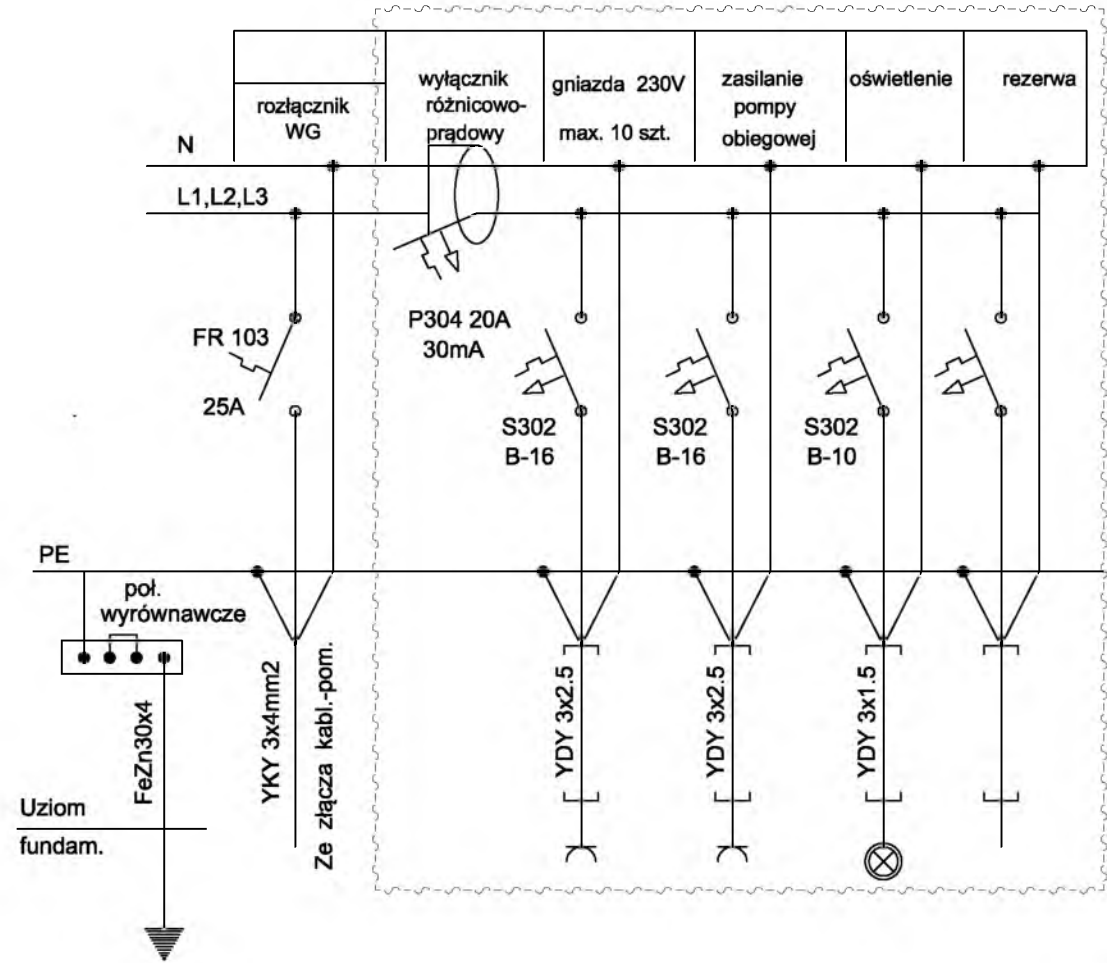 rozłącznik
WG
wyłącznik
różnicowo-
prądowy
gniazda 230V
max. 10 szt.
zasilanie
pompy
obiegowej
oświetlenie
rezerwa
N
L1,L2,L3
FR 103
25A
P304 20A
30mA
S302
B-16
S302
B-16
S302
B-10
PE
poł.
wyrównawcze
FeZn30x4
YKY 3x4mm2
Ze złącza kabl.-pom.
YDY 3x2.5
YDY 3x2.5
YDY 3x1.5
Uziom
fundam.